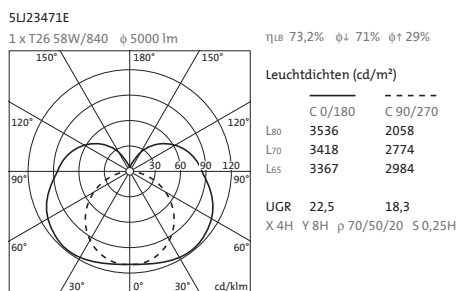 5LJ23471E
1 x T26 58W/840 ϕ 5000 lm
150° 150°
120° 120°
30 60 90 120
90° 90°
60° 60°
30° 0° 30° cd/klm
ηLB 73,2% ϕ↓ 71% ϕ↑ 29%
Leuchtdichten (cd/m²)
C 0/180 C 90/270
L80 3536 2058
L70 3418 2774
L65 3367 2984
UGR 22,5 18,3
X 4H Y 8H ρ 70/50/20 S 0,25H